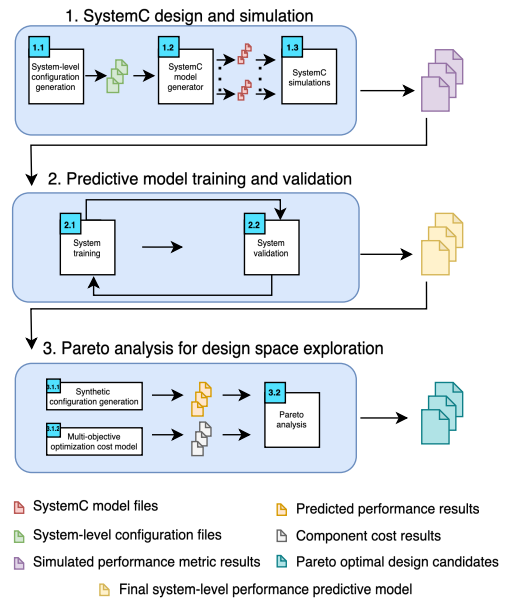 1. SystemC design and simulation
1.1
System-level
configuration
generation
1.2
SystemC
model
generator
1.3
SystemC
simulations
2. Predictive model training and validation
2.1
System
training
2.2
System
validation
3. Pareto analysis for design space exploration
3.1.1
Synthetic
configuration generation
3.1.2
Multi-objective
optimization cost model
3.2
Pareto
analysis
SystemC model files
System-level configuration files
Simulated performance metric results
Predicted performance results
Component cost results
Pareto optimal design candidates
Final system-level performance predictive model